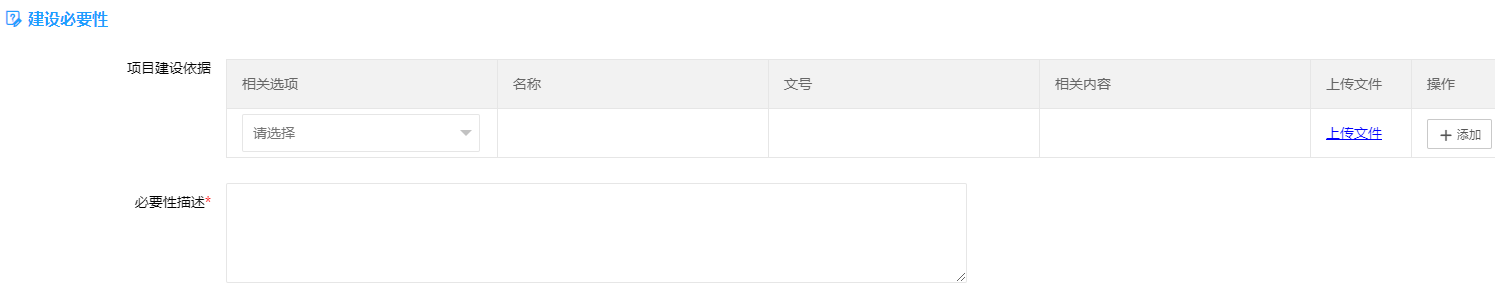 建设必要性
项目建设依据
相关选项 名称 文号 相关内容 上传文件 操作
请选择 上传文件 + 添加
必要性描述*